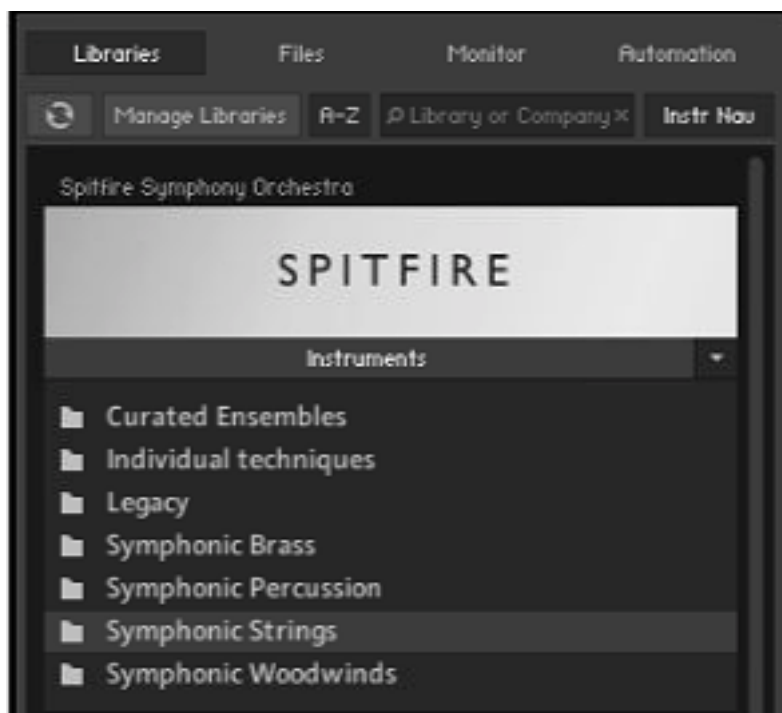 Libraries Files Monitor Automation
Manage Libraries A-Z Library or Company × Instr Nav
Spitfire Symphony Orchestra
SPITFIRE
Instruments
Curated Ensembles
Individual techniques
Legacy
Symphonic Brass
Symphonic Percussion
Symphonic Strings
Symphonic Woodwinds